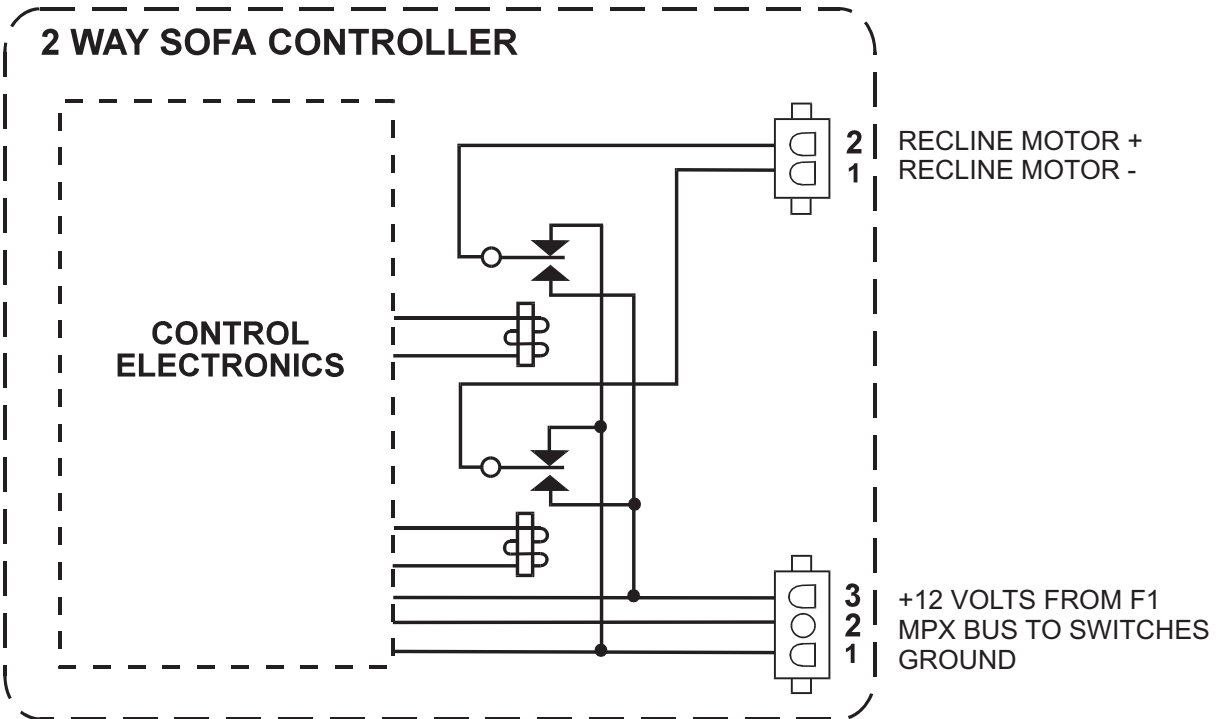 2 WAY SOFA CONTROLLER
2 RECLINE MOTOR +
1 RECLINE MOTOR -
CONTROL
ELECTRONICS
3 +12 VOLTS FROM F1
2 MPX BUS TO SWITCHES
1 GROUND